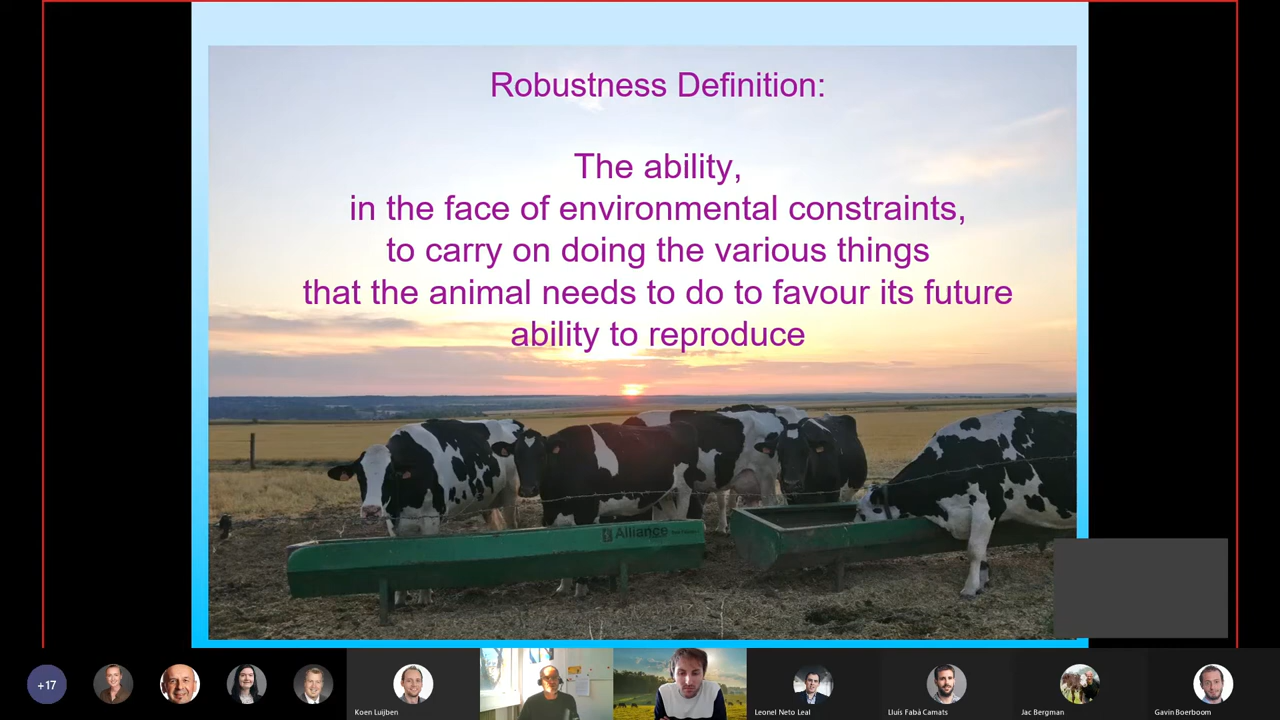 Robustness Definition:
The ability,
in the face of environmental constraints,
to carry on doing the various things
that the animal needs to do to favour its future
ability to reproduce
Alliance
+17
Koen Luijben
Leonel Neto Leal
Lluís Fabà Camats
Jac Bergman
Gavin Boerboom